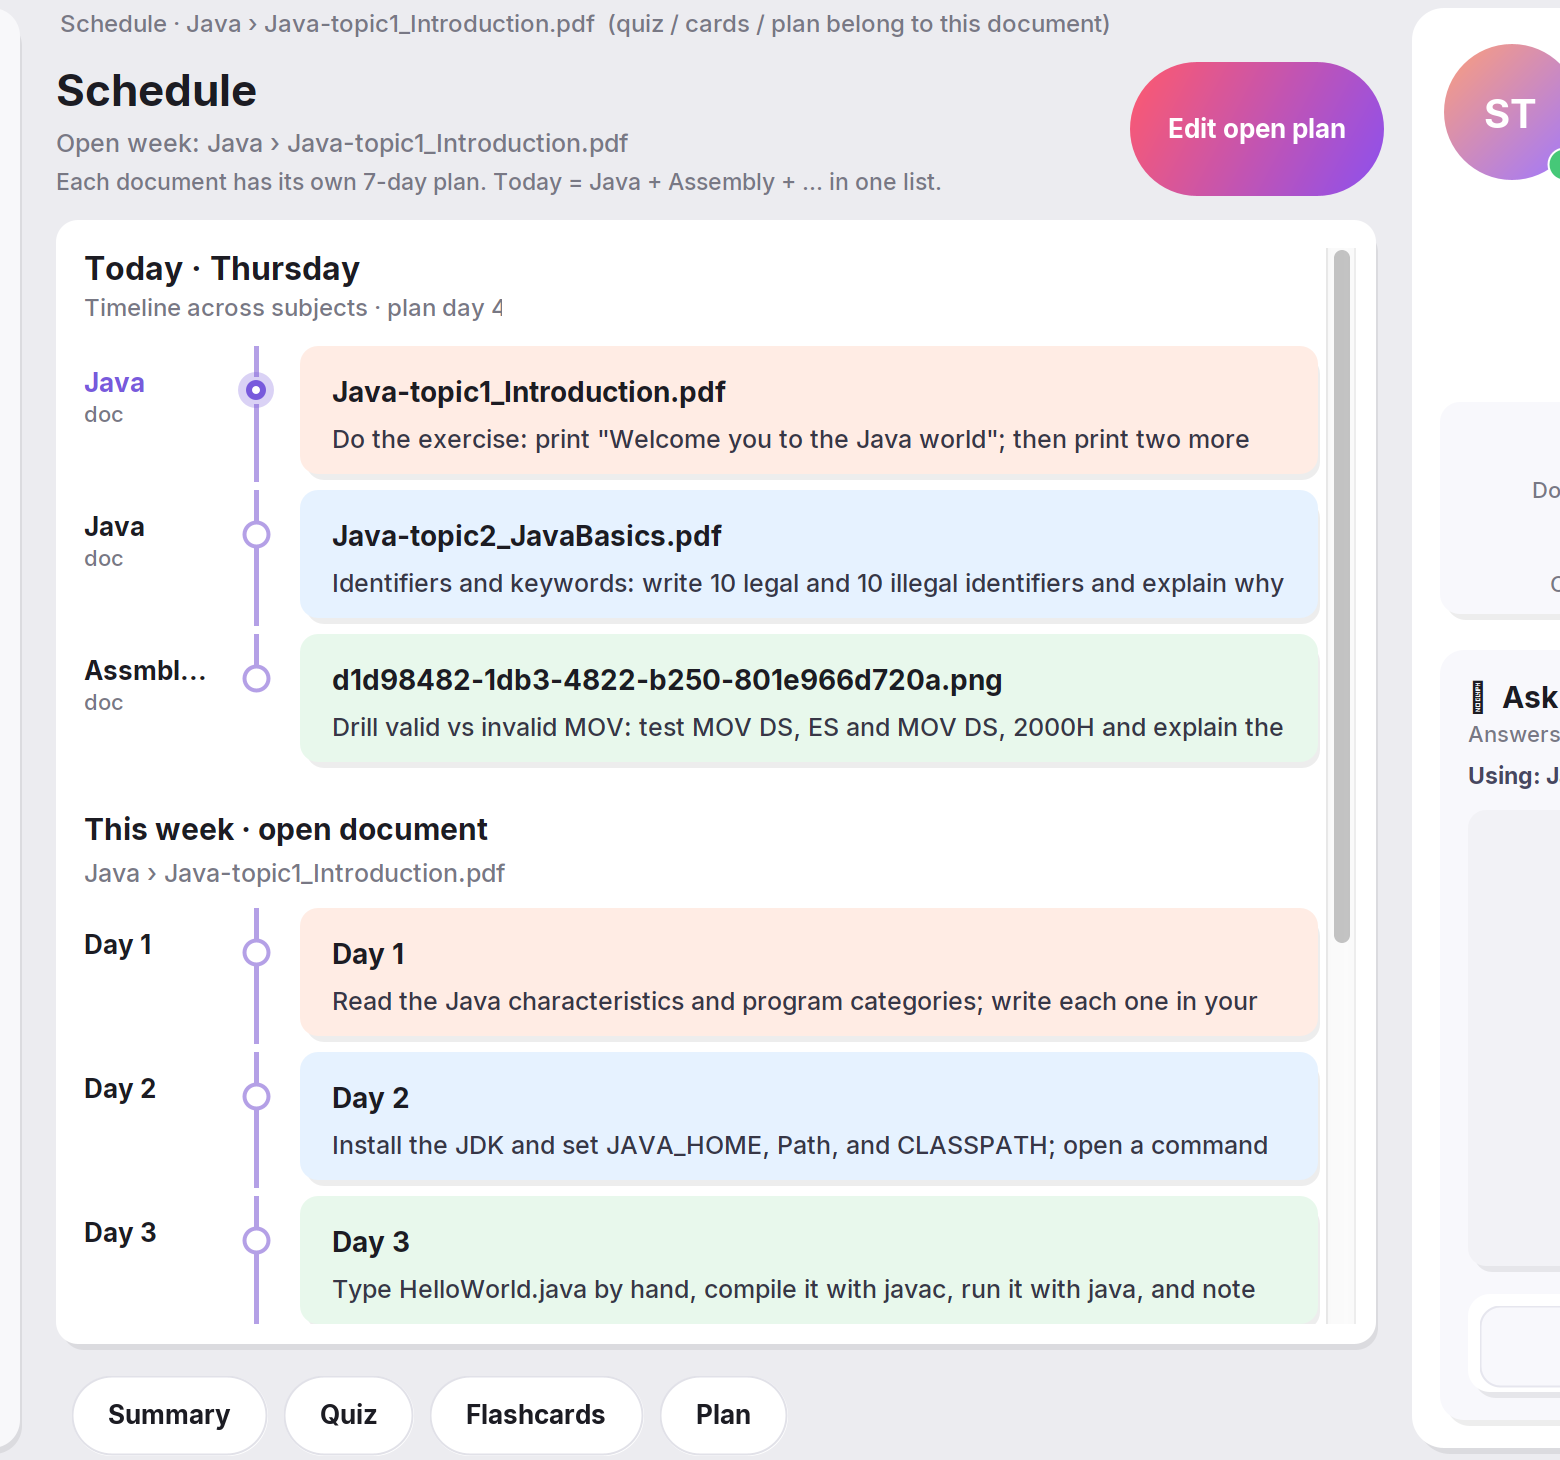 Schedule · Java › Java-topic1_Introduction.pdf (quiz / cards / plan belong to this document)
Schedule
Open week: Java › Java-topic1_Introduction.pdf
Each document has its own 7-day plan. Today = Java + Assembly + … in one list.
Edit open plan
ST
Today · Thursday
Timeline across subjects · plan day 4
Java
doc
Java-topic1_Introduction.pdf
Do the exercise: print "Welcome you to the Java world"; then print two more
Java
doc
Java-topic2_JavaBasics.pdf
Identifiers and keywords: write 10 legal and 10 illegal identifiers and explain why
Assmbl…
doc
d1d98482-1db3-4822-b250-801e966d720a.png
Drill valid vs invalid MOV: test MOV DS, ES and MOV DS, 2000H and explain the
This week · open document
Java › Java-topic1_Introduction.pdf
Day 1
Day 1
Read the Java characteristics and program categories; write each one in your
Day 2
Day 2
Install the JDK and set JAVA_HOME, Path, and CLASSPATH; open a command
Day 3
Day 3
Type HelloWorld.java by hand, compile it with javac, run it with java, and note
Summary
Quiz
Flashcards
Plan
Do
Ask
Answers
Using: J